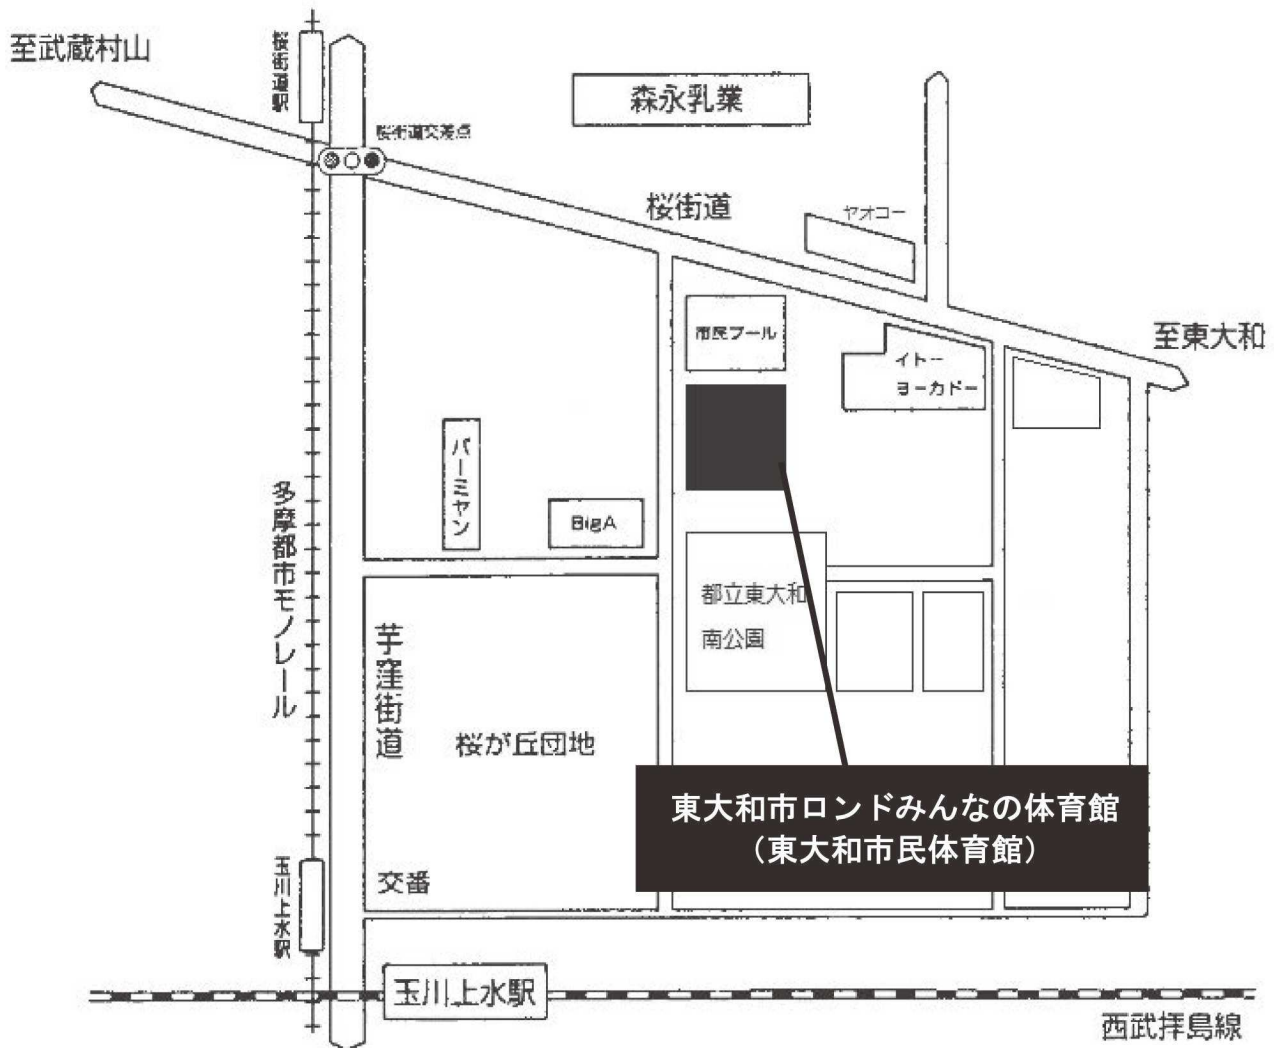 至武蔵村山
桜街道駅
森永乳業
桜街道交差点
桜街道
ヤオコー
至東大和
市民プール
イトー
ヨーカドー
バーミヤン
BigA
多摩都市モノレール
都立東大和
南公園
芋窪街道
桜が丘団地
東大和市ロンドみんなの体育館
(東大和市民体育館)
交番
玉川上水駅
玉川上水駅
西武拝島線